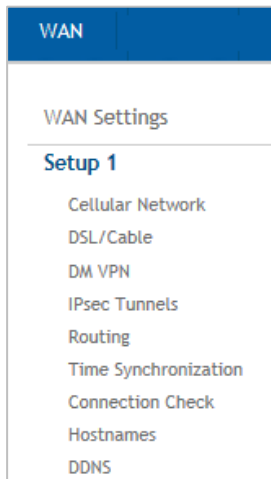 WAN
WAN Settings
Setup 1
Cellular Network
DSL/Cable
DM VPN
IPsec Tunnels
Routing
Time Synchronization
Connection Check
Hostnames
DDNS